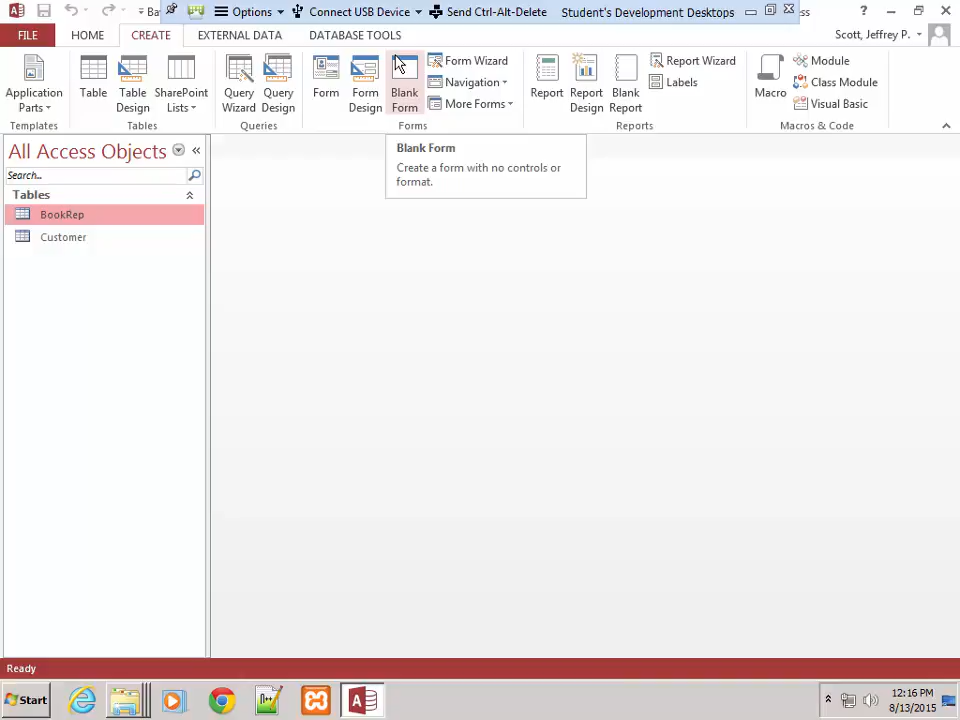 Ba
Options
Connect USB Device
Send Ctrl-Alt-Delete
Student's Development Desktops
ss
?
FILE
HOME
CREATE
EXTERNAL DATA
DATABASE TOOLS
Scott, Jeffrey P.
Application Parts
Table
Table Design
SharePoint Lists
Query Wizard
Query Design
Form
Form Design
Blank Form
Form Wizard
Navigation
More Forms
Report
Report Design
Blank Report
Report Wizard
Labels
Macro
Module
Class Module
Visual Basic
Templates
Tables
Queries
Forms
Reports
Macros & Code
All Access Objects
Search..
Tables
BookRep
Customer
Blank Form
Create a form with no controls or
format.
Ready
Start
12:16 PM
8/13/2015